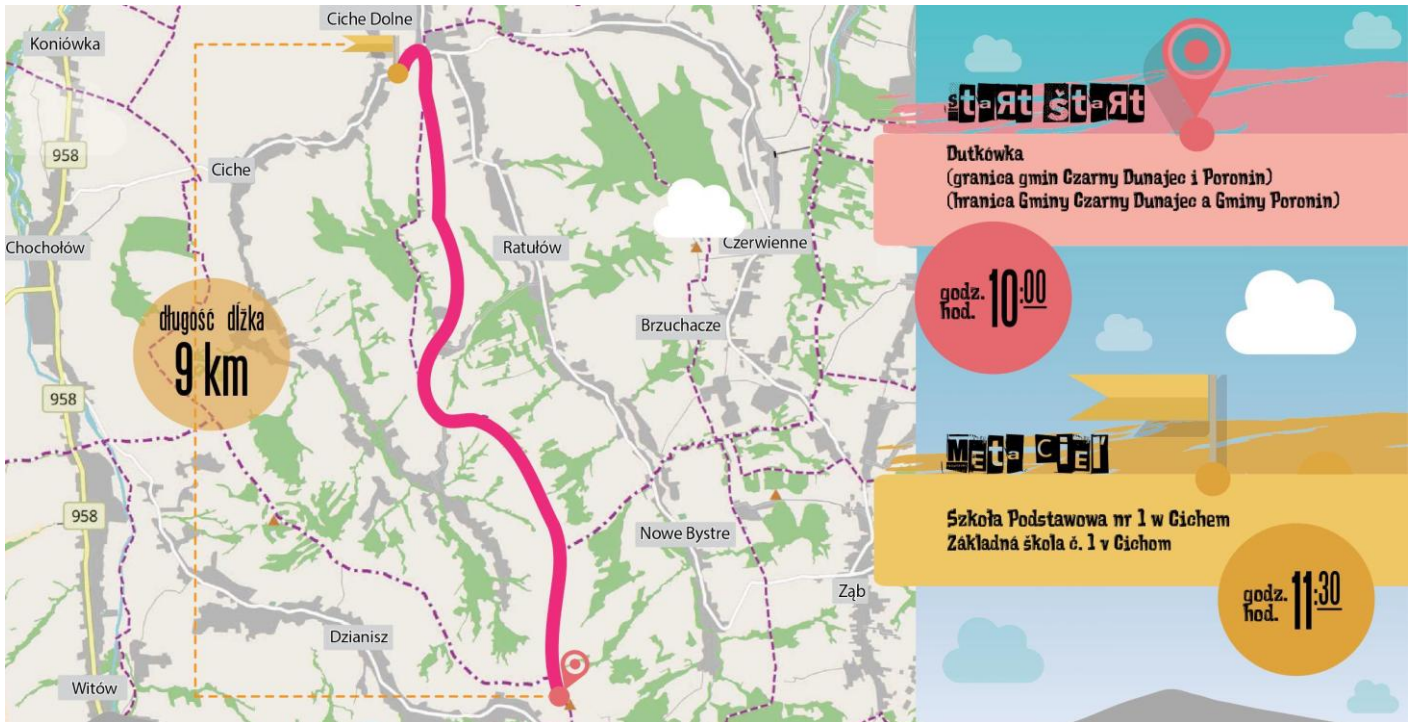 Ciche Dolne
Koniówka
958
Ciche
Chochołów
Ratułów
Czerwienne
długość dĺžka
9 km
Brzuchacze
958
958
Nowe Bystre
Ząb
Dzianisz
Witów
staЯt štaЯt
Dutkówka
(granica gmin Czarny Dunajec i Poronin)
(hranica Gminy Czarny Dunajec a Gminy Poronin)
godz.
hod. 10:00
Meta Cieľ
Szkoła Podstawowa nr 1 w Cichem
Základná škola č. 1 v Cichom
godz.
hod. 11:30